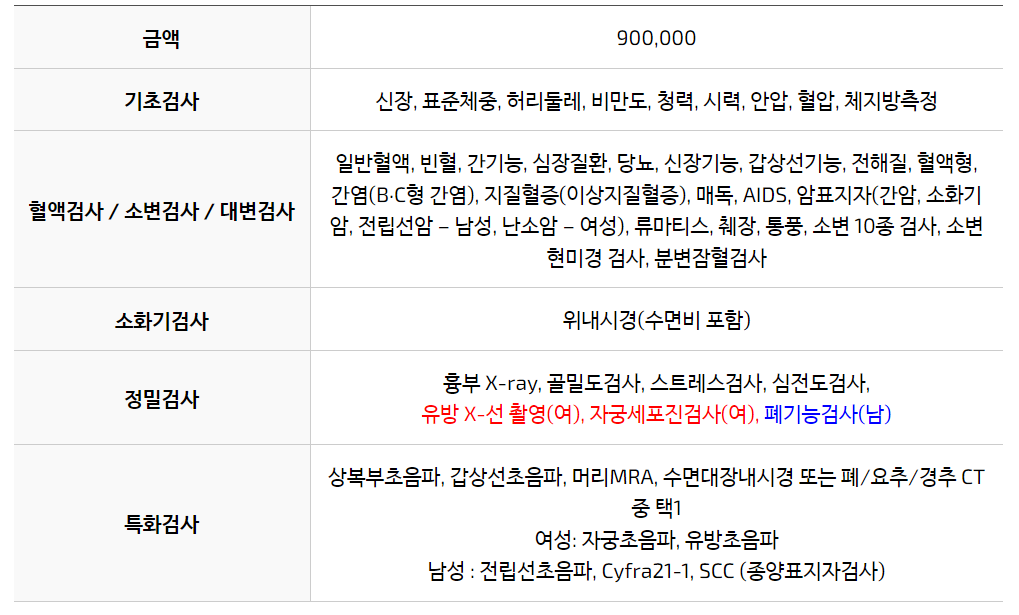 금액
900,000
기초검사
신장, 표준체중, 허리둘레, 비만도, 청력, 시력, 안압, 혈압, 체지방측정
혈액검사 / 소변검사 / 대변검사
일반혈액, 빈혈, 간기능, 심장질환, 당뇨, 신장기능, 갑상선기능, 전해질, 혈액형,
간염(B·C형 간염), 지질혈증(이상지질혈증), 매독, AIDS, 암표지자(간암, 소화기
암, 전립선암 – 남성, 난소암 – 여성), 류마티스, 췌장, 통풍, 소변 10종 검사, 소변
현미경 검사, 분변잠혈검사
소화기검사
위내시경(수면비 포함)
정밀검사
흉부 X-ray, 골밀도검사, 스트레스검사, 심전도검사,
유방 X-선 촬영(여), 자궁세포진검사(여), 폐기능검사(남)
특화검사
상복부초음파, 갑상선초음파, 머리MRA, 수면대장내시경 또는 폐/요추/경추 CT
중 택1
여성: 자궁초음파, 유방초음파
남성 : 전립선초음파, Cyfra21-1, SCC (종양표지자검사)